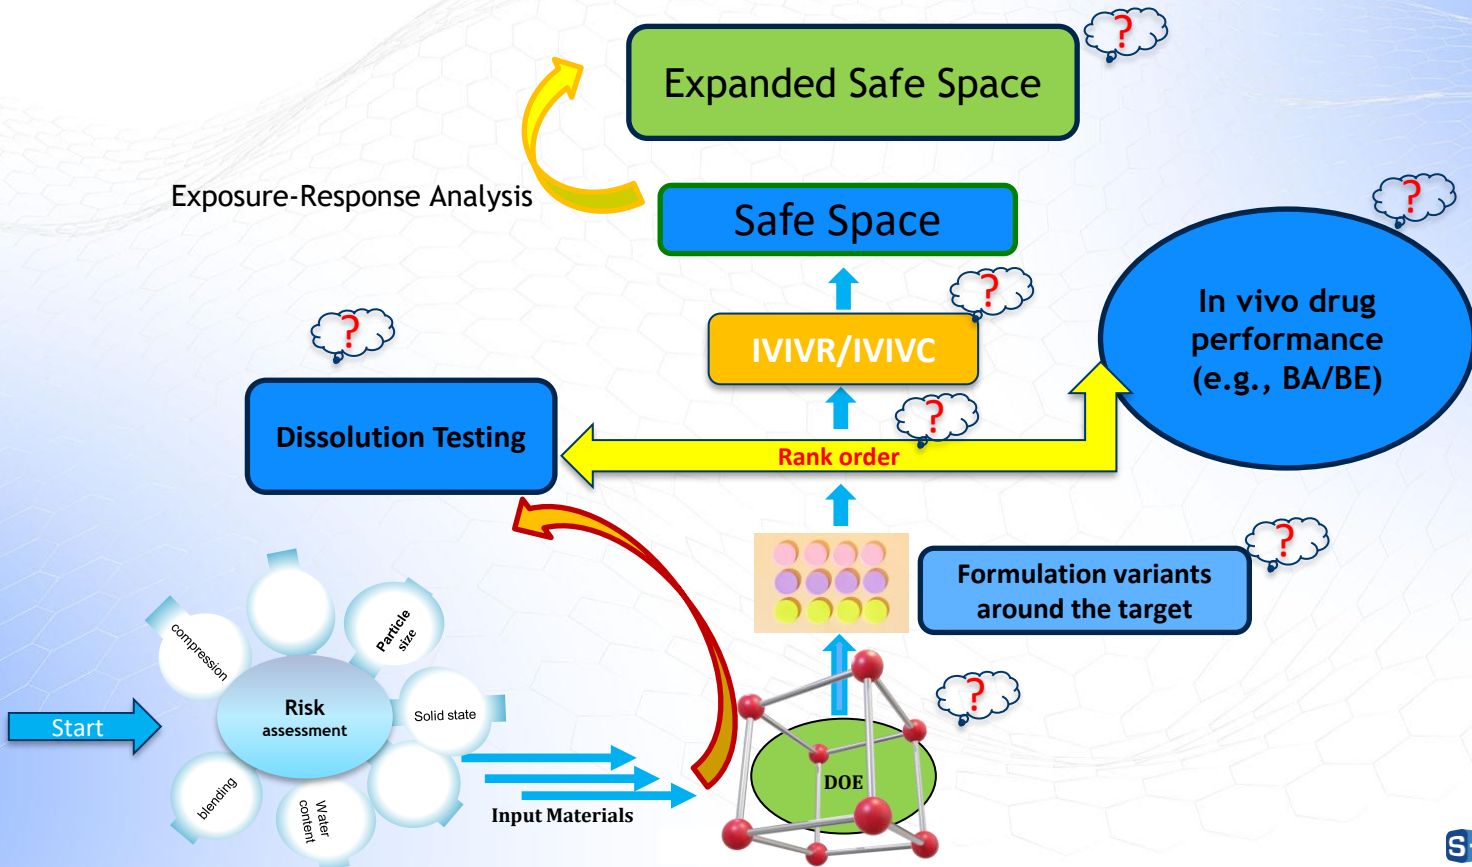 ?
Expanded Safe Space
Exposure-Response Analysis
Safe Space
?
?
In vivo drug
performance
(e.g., BA/BE)
?
IVIVR/IVIVC
?
Dissolution Testing
Rank order
?
Formulation variants
around the target
compression
Particle
size
Risk
assessment
Solid state
?
Start
blending
Water
content
Input Materials
DOE
S